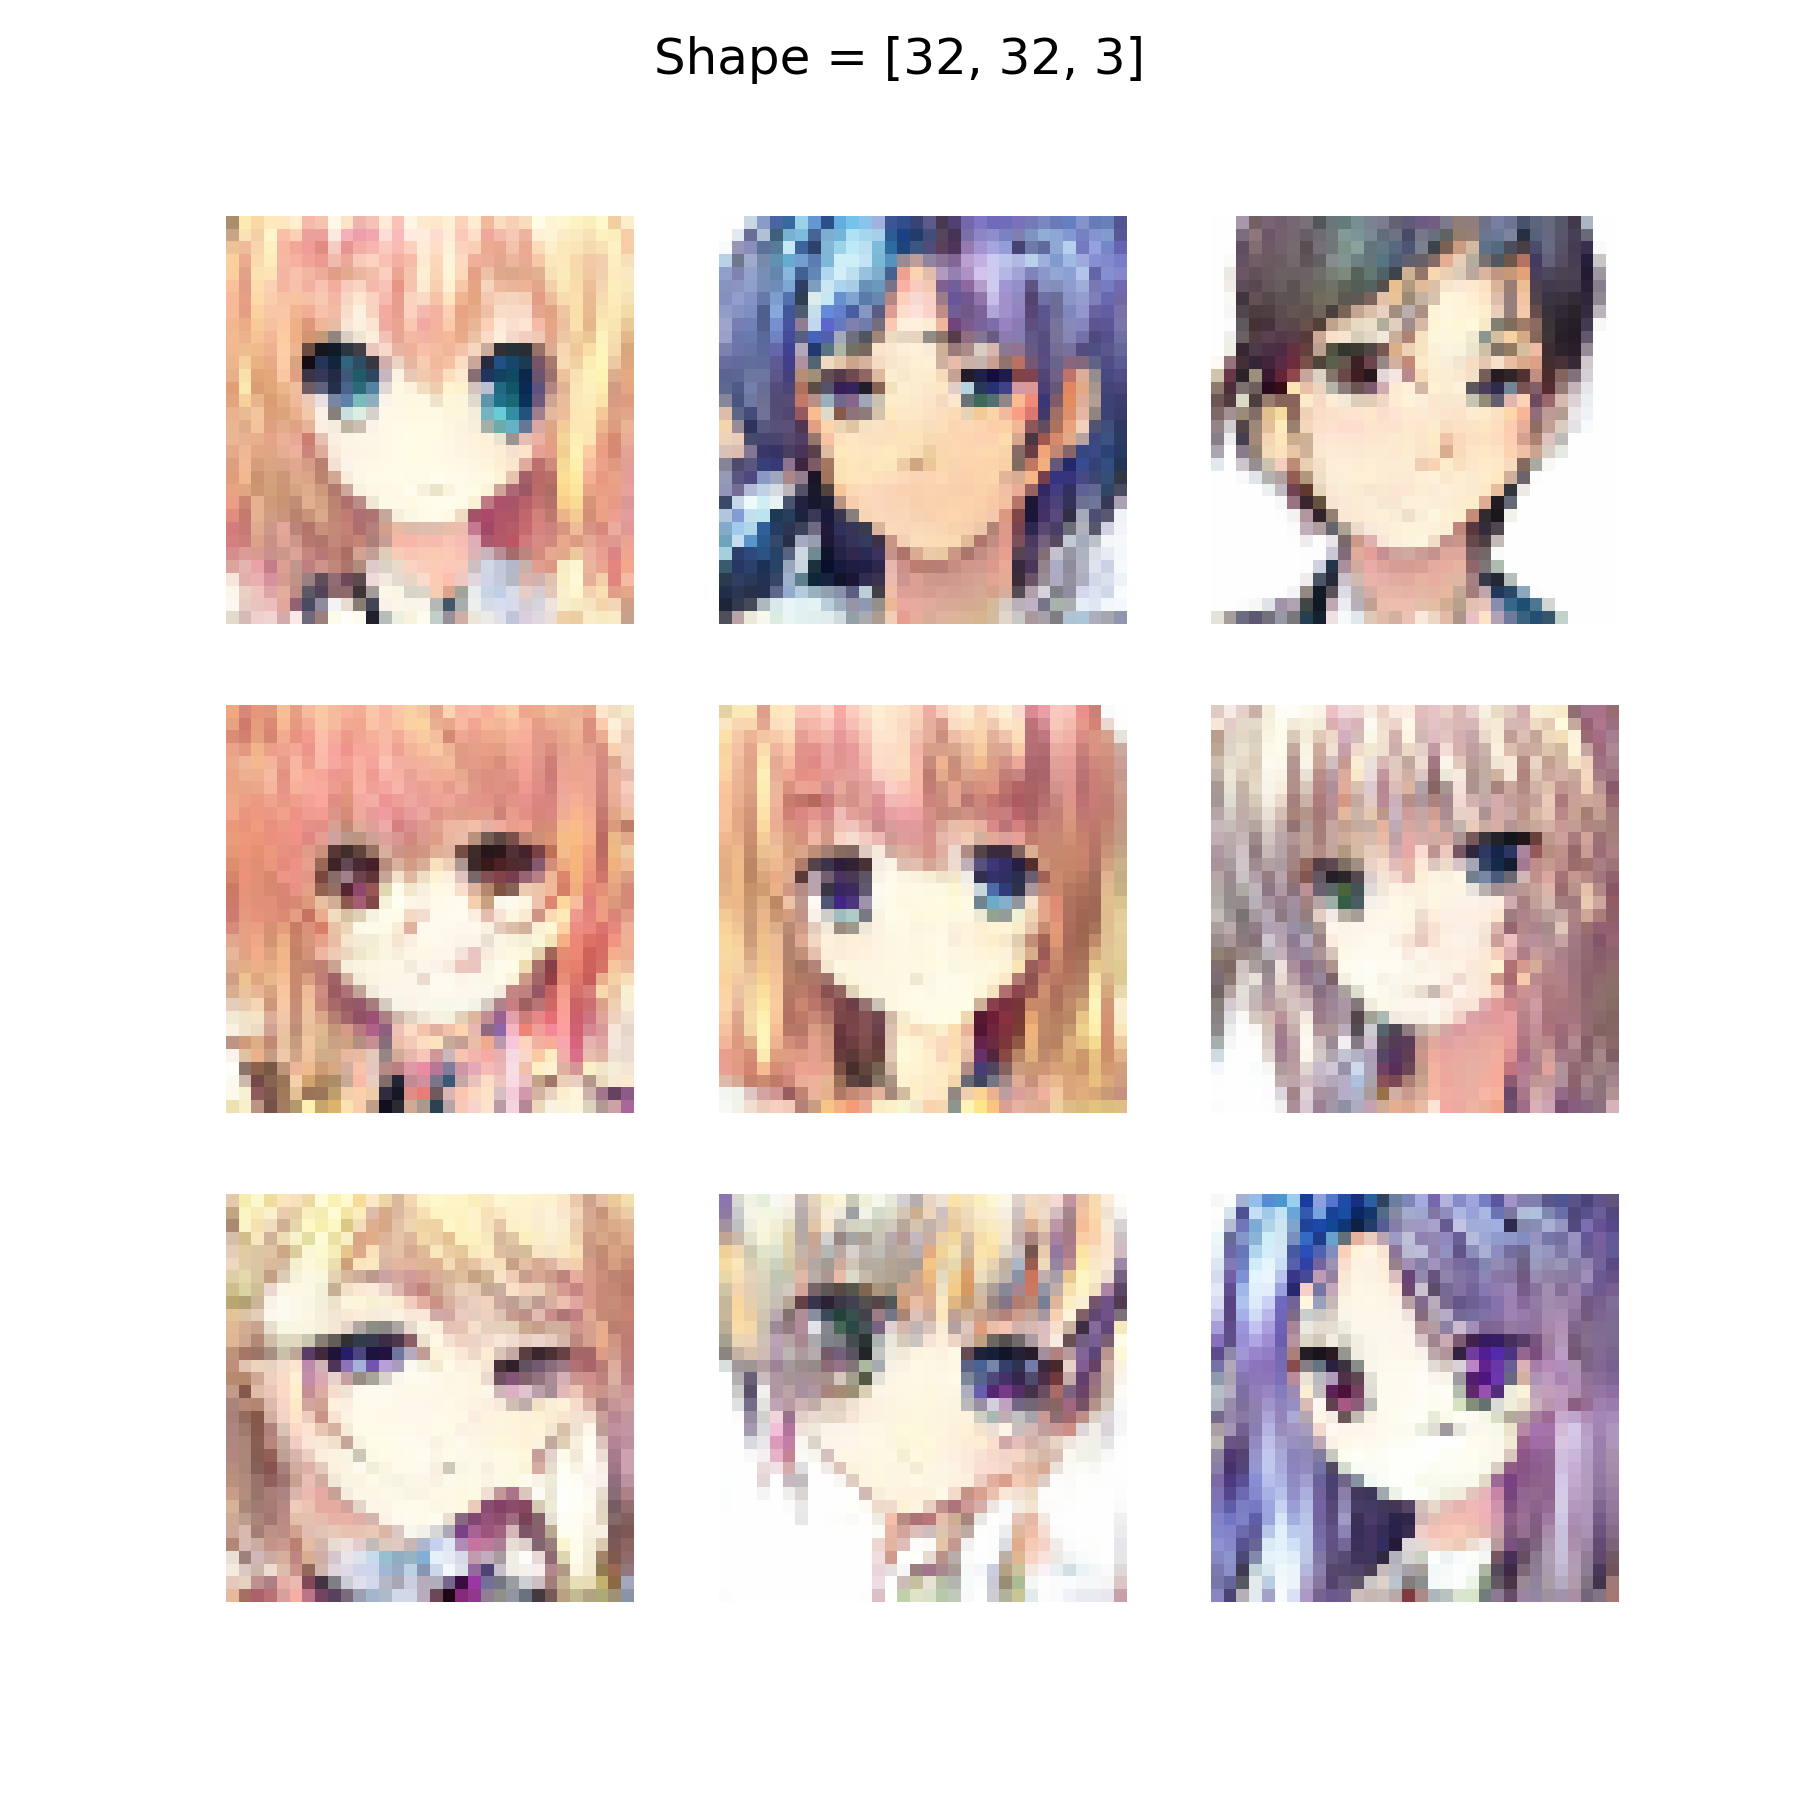 Shape = [32, 32, 3]